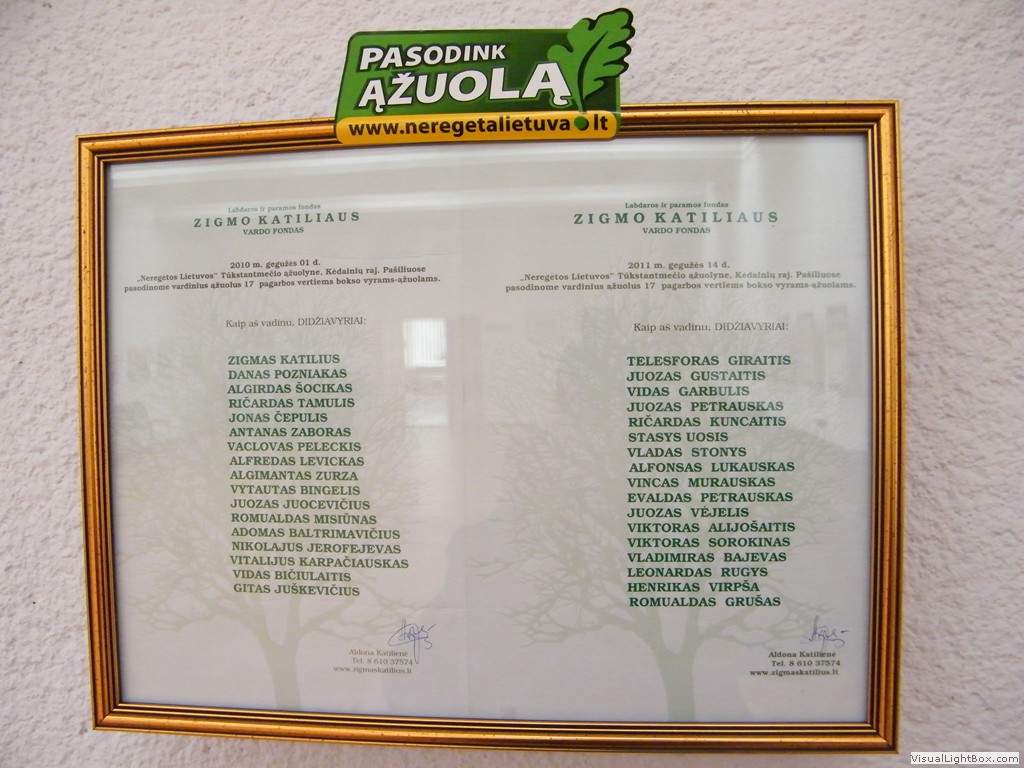 PASODINK
ĄŽUOLĄ
www.neregetalietuva.lt
Labdaros ir paramos fondas
ZIGMO KATILIAUS
VARDO FONDAS
2010 m. gegužės 01 d.
„Neregetos Lietuvos" Tūkstantmečio ąžuolyne, Kėdainių raj. Pašiliuose
pasodinome vardinius ąžuolus 17 pagarbos vertiems bokso vyrams-ąžuolams.
Kaip aš vadinu, DIDŽIAVYRIAI:
ZIGMAS KATILIUS
DANAS POZNIAKAS
ALGIRDAS ŠOCIKAS
RIČARDAS TAMULIS
JONAS ČEPULIS
ANTANAS ZABORAS
VACLOVAS PELECKIS
ALFREDAS LEVICKAS
ALGIMANTAS ZURZA
VYTAUTAS BINGELIS
JUOZAS JUOCEVIČIUS
ROMUALDAS MISIŪNAS
ADOMAS BALTRIMAVIČIUS
NIKOLAJUS JEROFEJEVAS
VITALIJUS KARPAČIAUSKAS
VIDAS BIČIULAITIS
GITAS JUŠKEVIČIUS
Aldona Katilienė
Tel. 8 610 37574
www.zigmaskatilius.lt
Labdaros ir paramos fondas
ZIGMO KATILIAUS
VARDO FONDAS
2011 m. gegužės 14 d.
„Neregetos Lietuvos" Tūkstantmečio ąžuolyne, Kėdainių raj. Pašiliuose
pasodinome vardinius ąžuolus 17 pagarbos vertiems bokso vyrams-ąžuolams.
Kaip aš vadinu, DIDŽIAVYRIAI:
TELESFORAS GIRAITIS
JUOZAS GUSTAITIS
VIDAS GARBULIS
JUOZAS PETRAUSKAS
RIČARDAS KUNCAITIS
STASYS UOSIS
VLADAS STONYS
ALFONSAS LUKAUSKAS
VINCAS MURAUSKAS
EVALDAS PETRAUSKAS
JUOZAS VĖJELIS
VIKTORAS ALIJOŠAITIS
VIKTORAS SOROKINAS
VLADIMIRAS BAJEVAS
LEONARDAS RUGYS
HENRIKAS VIRPŠA
ROMUALDAS GRUŠAS
Aldona Katilienė
Tel. 8 610 37574
www.zigmaskatilius.lt
VisualLightBox.com